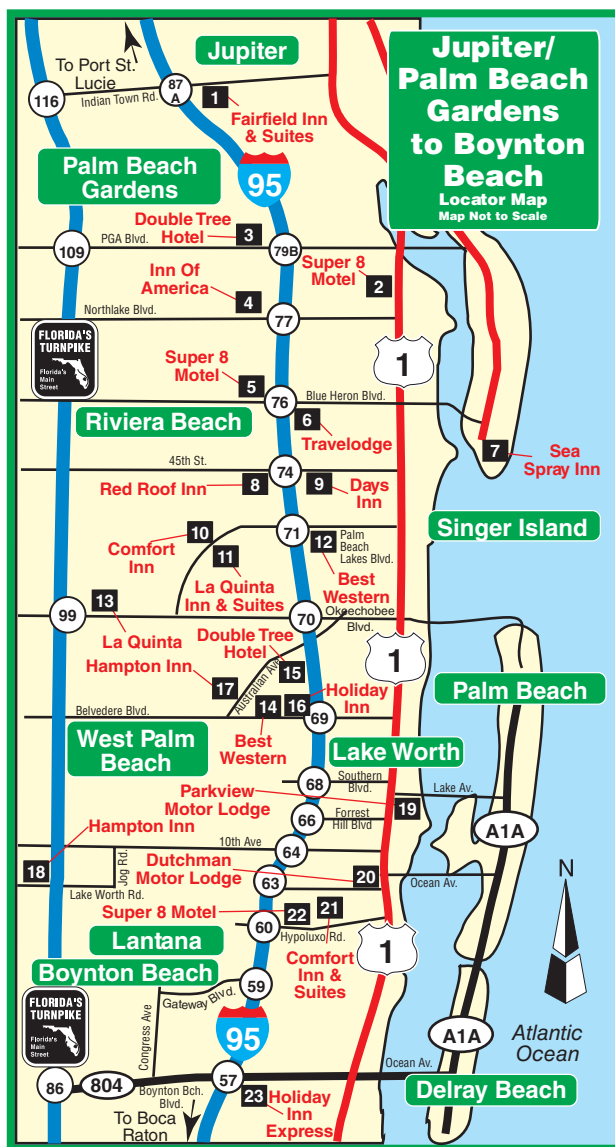 Jupiter/
Palm Beach
Gardens
to Boynton
Beach
Locator Map
Map Not to Scale
Jupiter
To Port St.
Lucie
116
87
A
Indian Town Rd.
1
Fairfield Inn
& Suites
95
Palm Beach
Gardens
Double Tree
Hotel
3
109
PGA Blvd.
79B
Super 8
Motel
2
Inn Of
America
4
Northlake Blvd.
77
FLORIDA'S
TURNPIKE
Florida's
Main
Street
1
Super 8
Motel
5
76
Blue Heron Blvd.
Riviera Beach
6
Travelodge
7
Sea
Spray Inn
45th St.
74
Red Roof Inn
8
9
Days
Inn
Singer Island
10
Comfort
Inn
71
11
La Quinta
Inn & Suites
12
Palm
Beach
Lakes Blvd.
Best
Western
99
13
La Quinta
70
Okeechobee
Blvd.
Double Tree
Hotel
15
1
Hampton Inn
17
Australian Ave
Palm Beach
Holiday
Inn
16
14
Belvedere Blvd.
69
Best
Western
West Palm
Beach
Lake Worth
68
Southern
Blvd.
Lake Av.
Parkview
Motor Lodge
19
66
Forrest
Hill Blvd
A1A
Hampton Inn
18
10th Ave
64
Jog Rd.
Dutchman
Motor Lodge
20
63
Ocean Av.
Lake Worth Rd.
N
Super 8 Motel
22
21
60
Hypoluxo Rd.
Comfort
Inn &
Suites
1
Lantana
Boynton Beach
59
Gateway Blvd.
FLORIDA'S
TURNPIKE
Florida's
Main
Street
Congress Ave
95
A1A
Atlantic
Ocean
Ocean Av.
86
804
Boynton Bch.
Blvd.
57
Delray Beach
23
Holiday
Inn
Express
To Boca
Raton